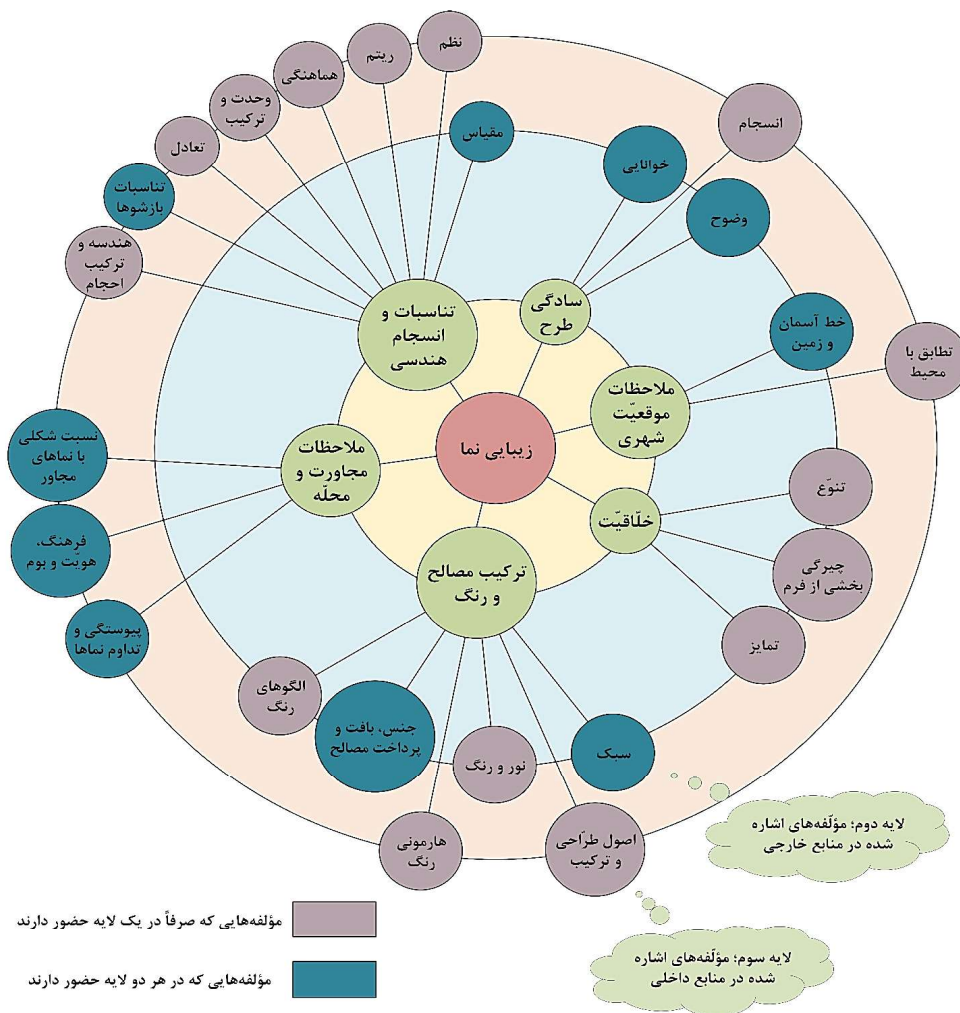 نظم
ریتم
هماهنگی
وحدت و
ترکیب
تعادل
تناسبات
بازشوها
هندسه و
ترکیب
احجام
مقیاس
خوانایی
وضوح
انسجام
خط آسمان
و زمین
تطابق با
محیط
تناسبات و
انسجام
هندسی
سادگی
طرح
ملاحظات
موقعیّت
شهری
زیبایی نما
ملاحظات
مجاورت و
محلّه
خلّاقیّت
ترکیب مصالح
و رنگ
نسبت شکلی
با نماهای
مجاور
فرهنگ،
هویّت و بوم
پیوستگی و
تداوم نماها
تنوّع
چیرگی
بخشی از فرم
تمایز
الگوهای
رنگ
جنس، بافت و
پرداخت مصالح
نور و رنگ
سبک
هارمونی
رنگ
اصول طرّاحی
و ترکیب
لایه دوم؛ مؤلّفه‌های اشاره
شده در منابع خارجی
لایه سوم؛ مؤلّفه‌های اشاره
شده در منابع داخلی
مؤلفه‌هایی که صرفاً در یک لایه حضور دارند
مؤلفه‌هایی که در هر دو لایه حضور دارند